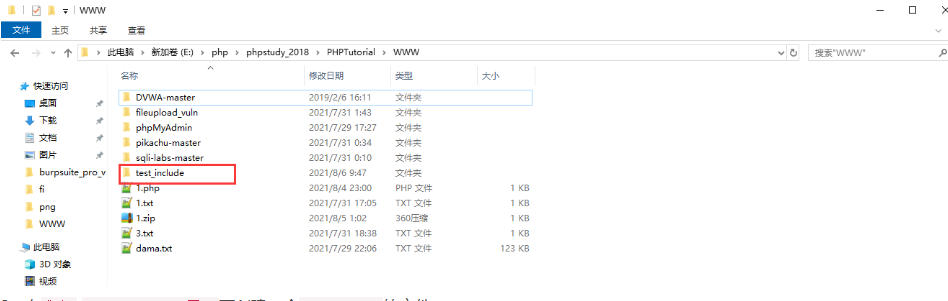 WWW
文件 主页 共享 查看
此电脑 新加卷 (E:) php phpstudy_2018 PHPTutorial WWW 搜索"WWW"
名称 修改日期 类型 大小
快速访问
桌面
下载
文档
图片
burpsuite_pro_v
fi
png
WWW
此电脑
3D 对象
视频
DVWA-master 2019/2/6 16:11 文件夹
fileupload_vuln 2021/7/31 1:43 文件夹
phpMyAdmin 2021/7/29 17:27 文件夹
pikachu-master 2021/7/31 0:34 文件夹
sqli-labs-master 2021/7/31 0:10 文件夹
test_include 2021/8/6 9:47 文件夹
1.php 2021/8/4 23:00 PHP 文件 1 KB
1.txt 2021/7/31 17:05 TXT 文件 1 KB
1.zip 2021/8/5 1:02 360压缩 1 KB
3.txt 2021/7/31 18:38 TXT 文件 1 KB
dama.txt 2021/7/29 22:06 TXT 文件 123 KB